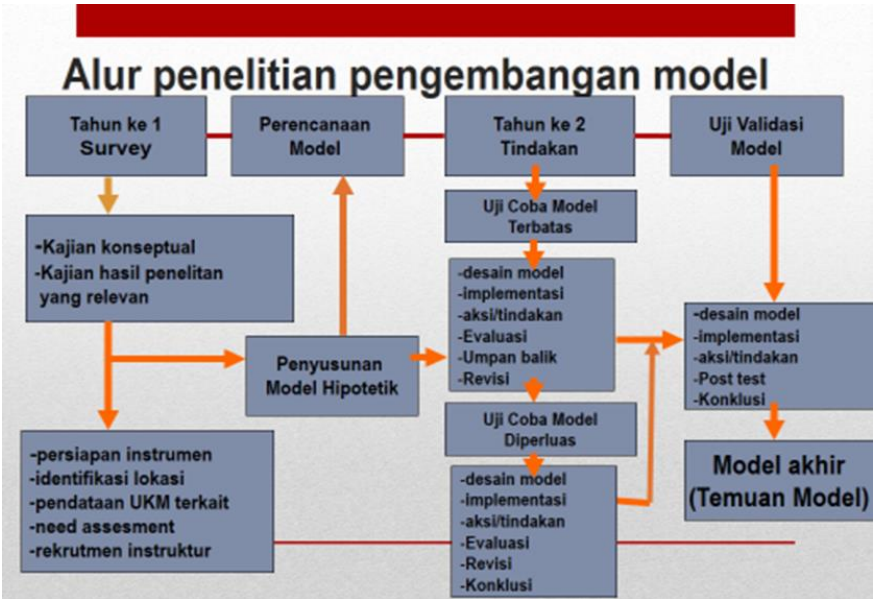 Alur penelitian pengembangan model
Tahun ke 1
Survey
Perencanaan
Model
Tahun ke 2
Tindakan
Uji Validasi
Model
-Kajian konseptual
-Kajian hasil penelitan
yang relevan
Penyusunan
Model Hipotetik
-persiapan instrumen
-identifikasi lokasi
-pendataan UKM terkait
-need assesment
-rekrutmen instruktur
Uji Coba Model
Terbatas
-desain model
-implementasi
-aksi/tindakan
-Evaluasi
-Umpan balik
-Revisi
Uji Coba Model
Diperluas
-desain model
-implementasi
-aksi/tindakan
-Evaluasi
-Revisi
-Konklusi
-desain model
-implementasi
-aksi/tindakan
-Post test
-Konklusi
Model akhir
(Temuan Model)